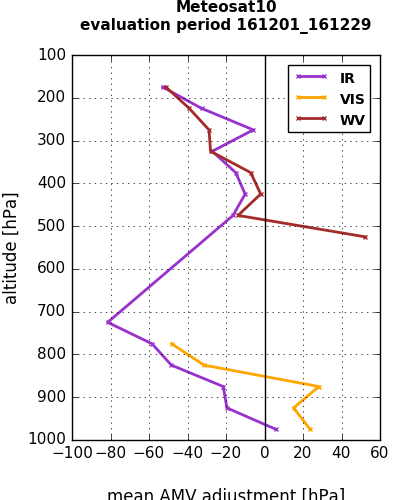 Meteosat10
evaluation period 161201_161229
IR
VIS
WV
altitude [hPa]
100
200
300
400
500
600
700
800
900
1000
−100 −80 −60 −40 −20 0 20 40 60
mean AMV adjustment [hPa]